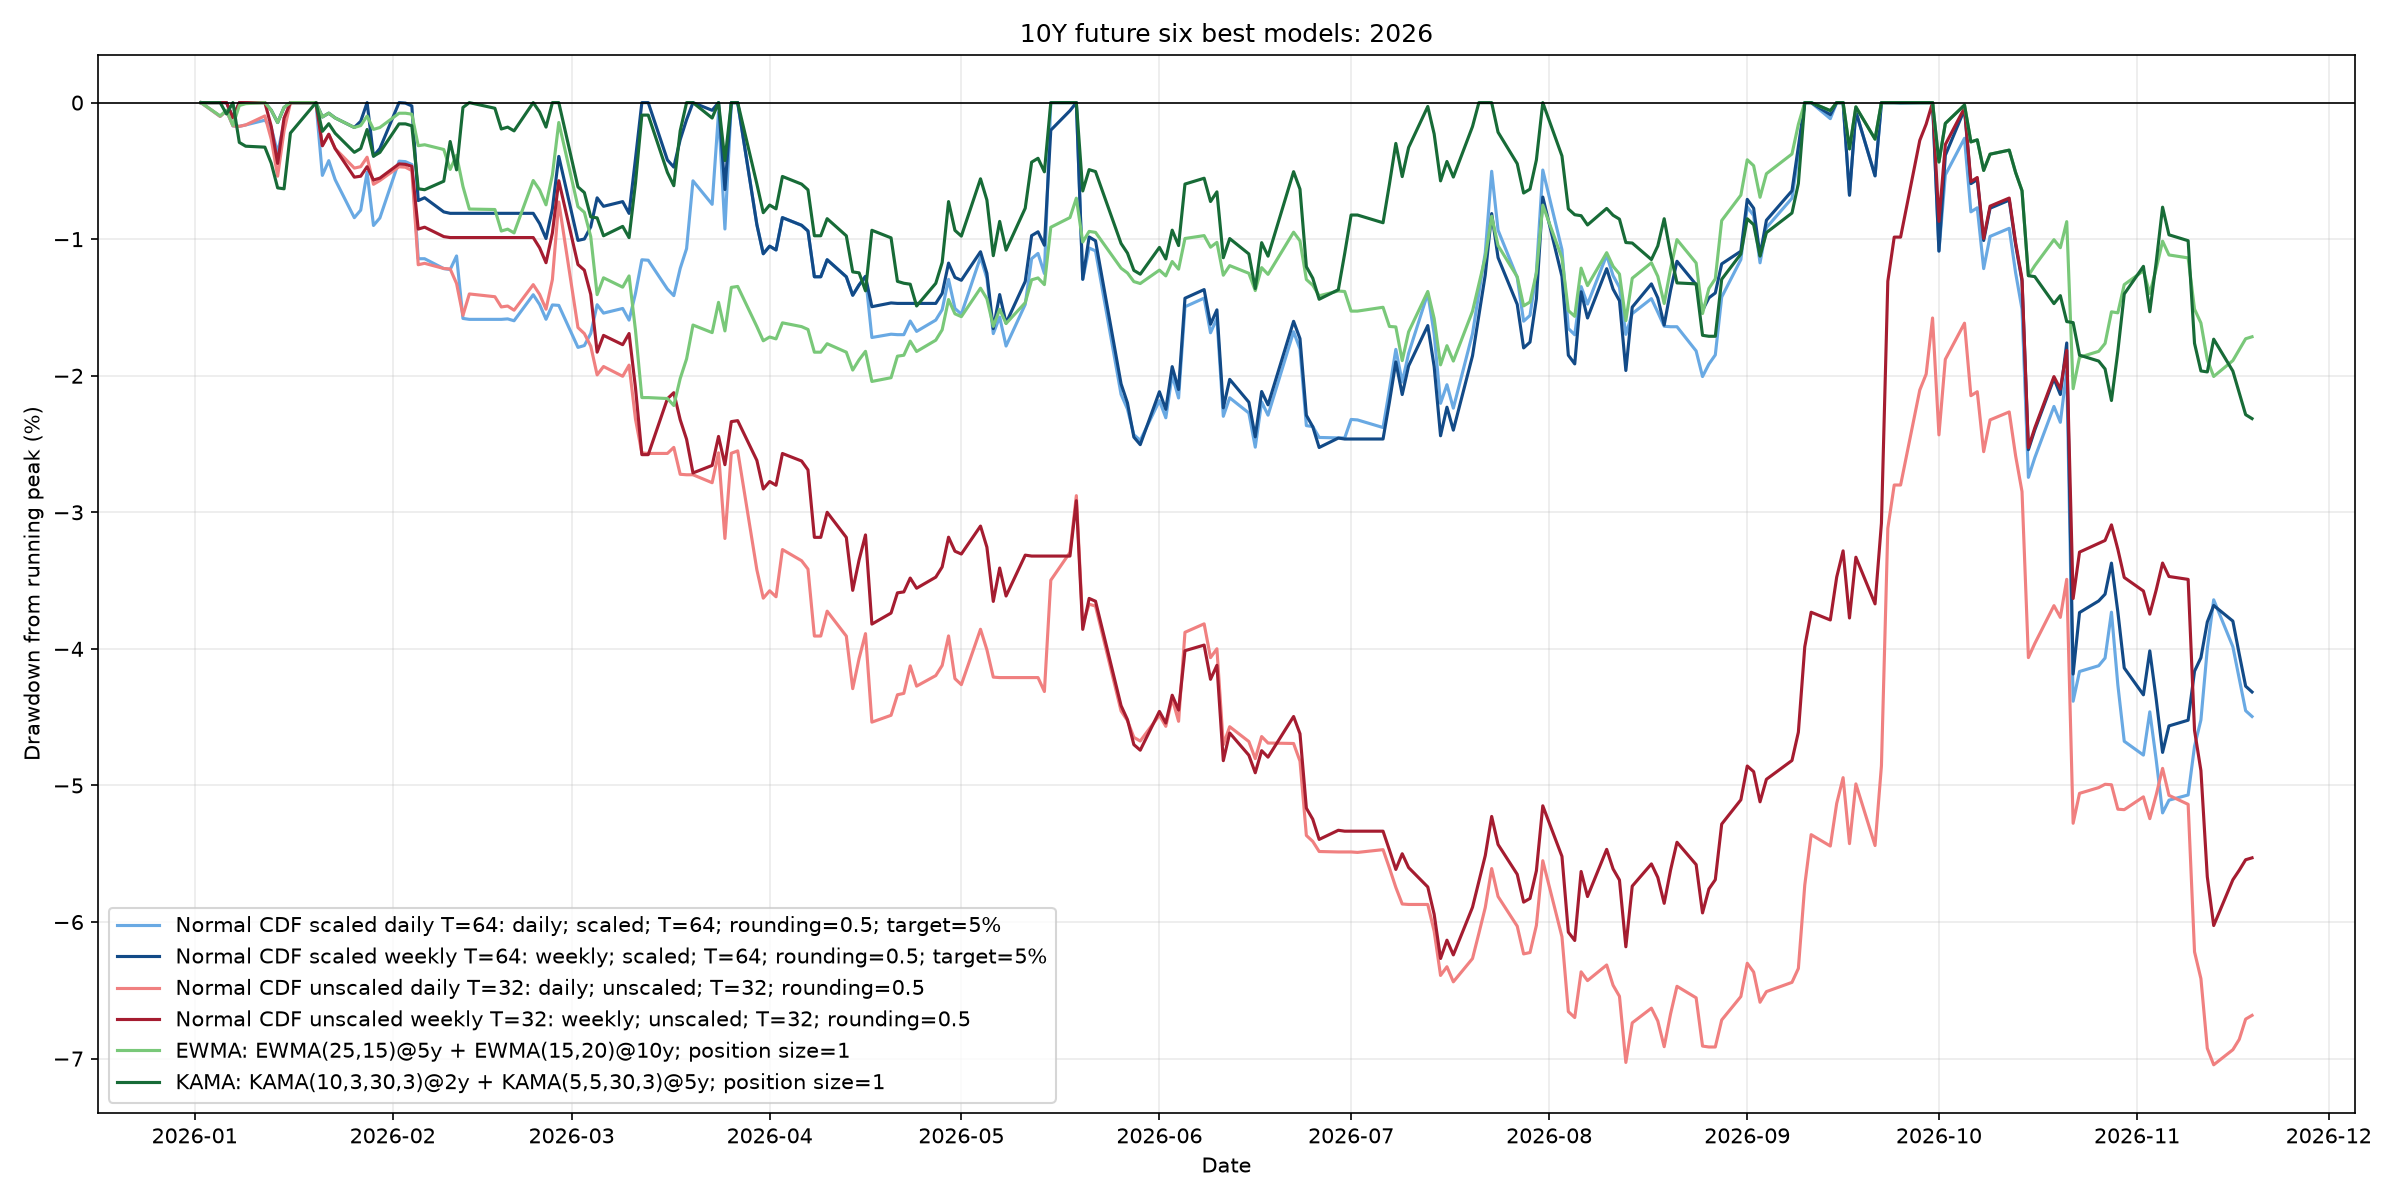 10Y future six best models: 2026
Drawdown from running peak (%)
0
−1
−2
−3
−4
−5
−6
−7
Normal CDF scaled daily T=64: daily; scaled; T=64; rounding=0.5; target=5%
Normal CDF scaled weekly T=64: weekly; scaled; T=64; rounding=0.5; target=5%
Normal CDF unscaled daily T=32: daily; unscaled; T=32; rounding=0.5
Normal CDF unscaled weekly T=32: weekly; unscaled; T=32; rounding=0.5
EWMA: EWMA(25,15)@5y + EWMA(15,20)@10y; position size=1
KAMA: KAMA(10,3,30,3)@2y + KAMA(5,5,30,3)@5y; position size=1
2026-01 2026-02 2026-03 2026-04 2026-05 2026-06 2026-07 2026-08 2026-09 2026-10 2026-11 2026-12
Date